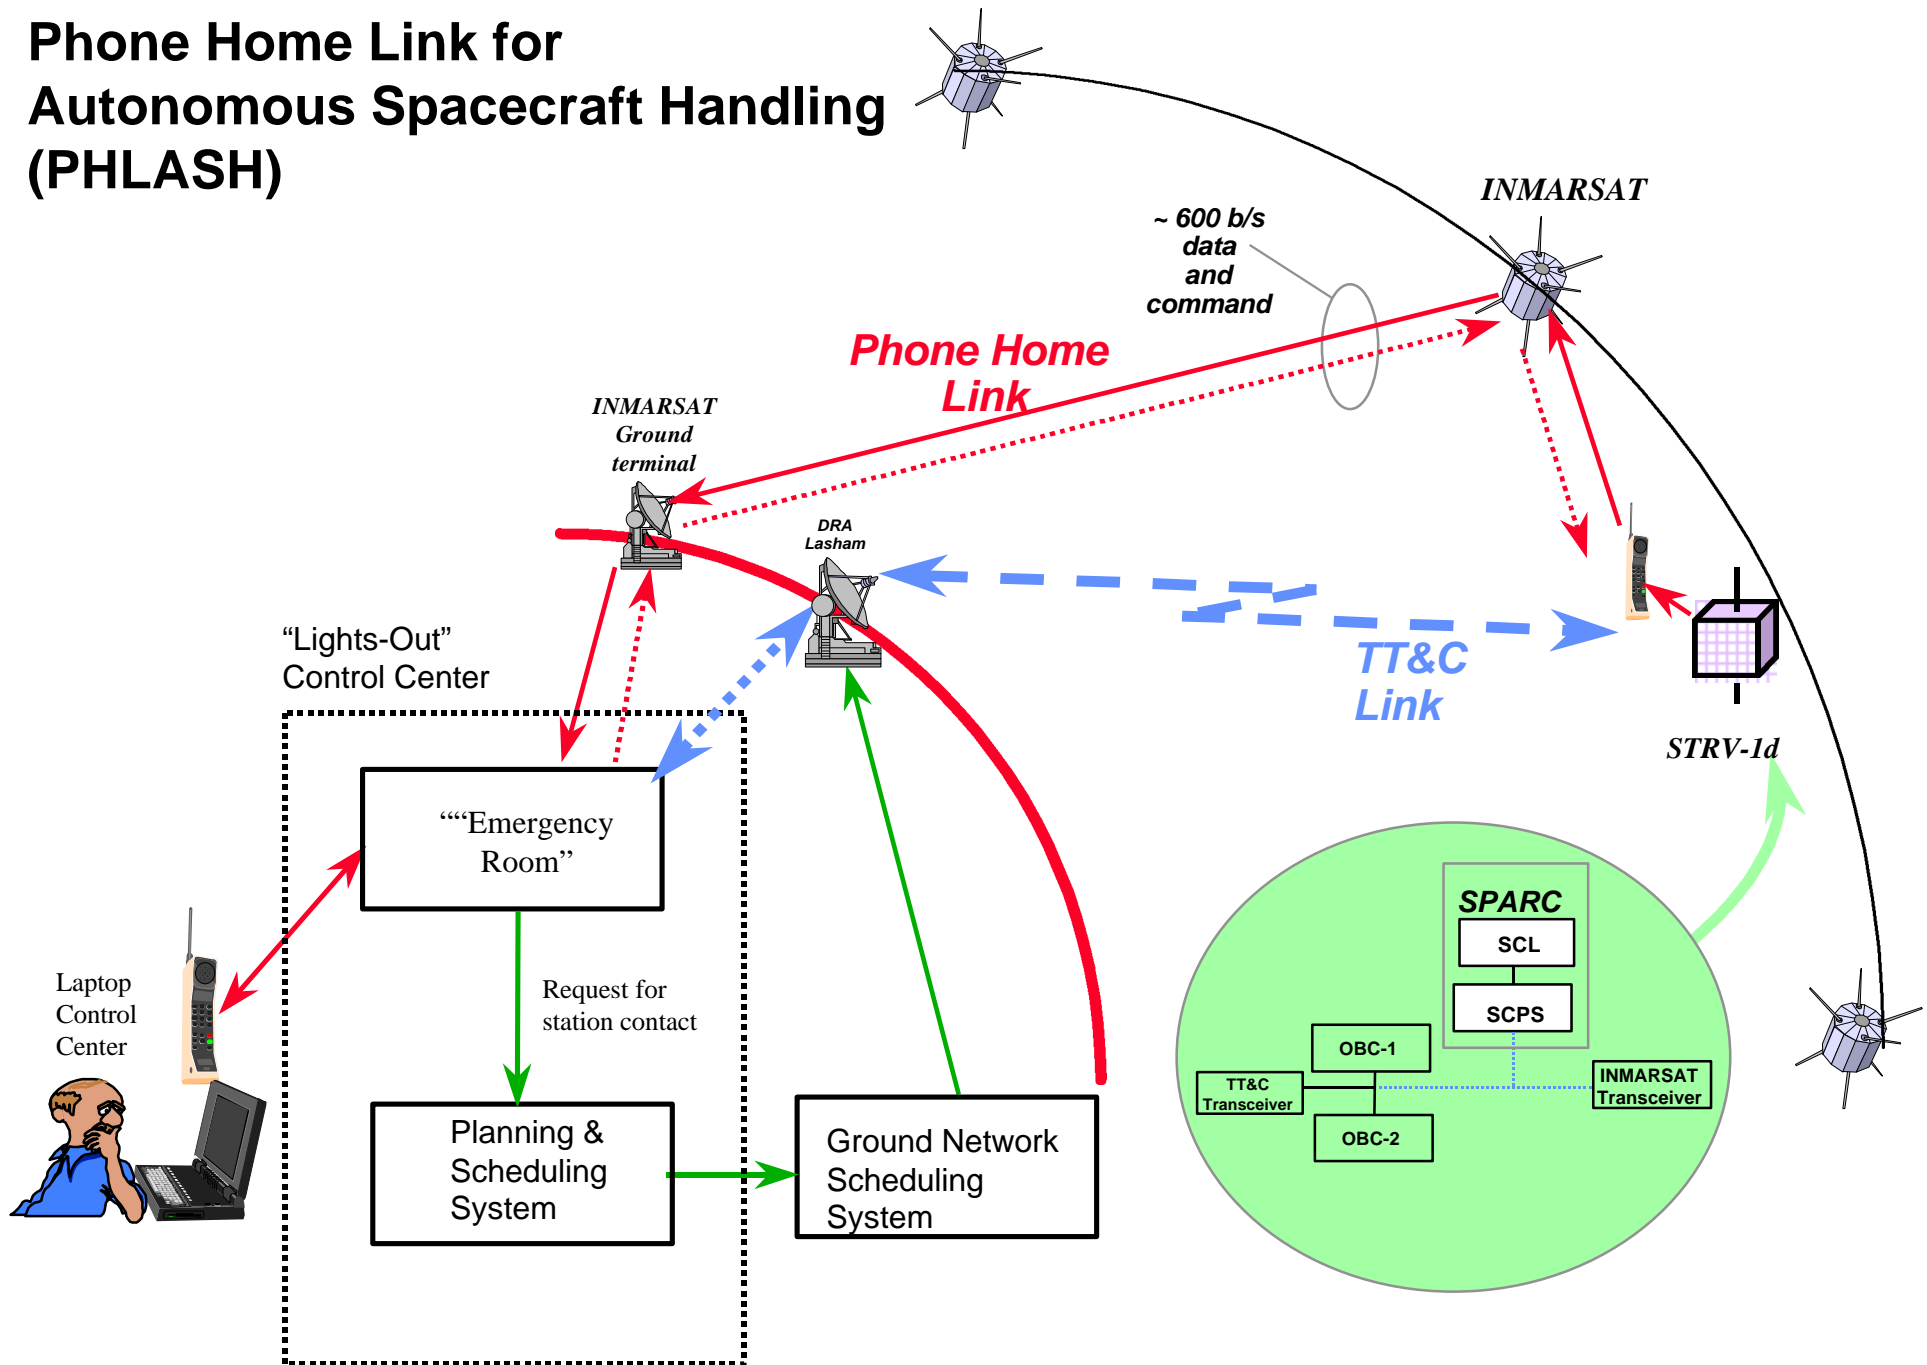 Phone Home Link for
Autonomous Spacecraft Handling
(PHLASH)
INMARSAT
~ 600 b/s
data
and
command
Phone Home
Link
INMARSAT
Ground
terminal
DRA
Lasham
“Lights-Out”
Control Center
TT&C
Link
STRV-1d
““Emergency
Room”
SPARC
SCL
SCPS
Laptop
Control
Center
Request for
station contact
OBC-1
TT&C
Transceiver
INMARSAT
Transceiver
OBC-2
Planning &
Scheduling
System
Ground Network
Scheduling
System